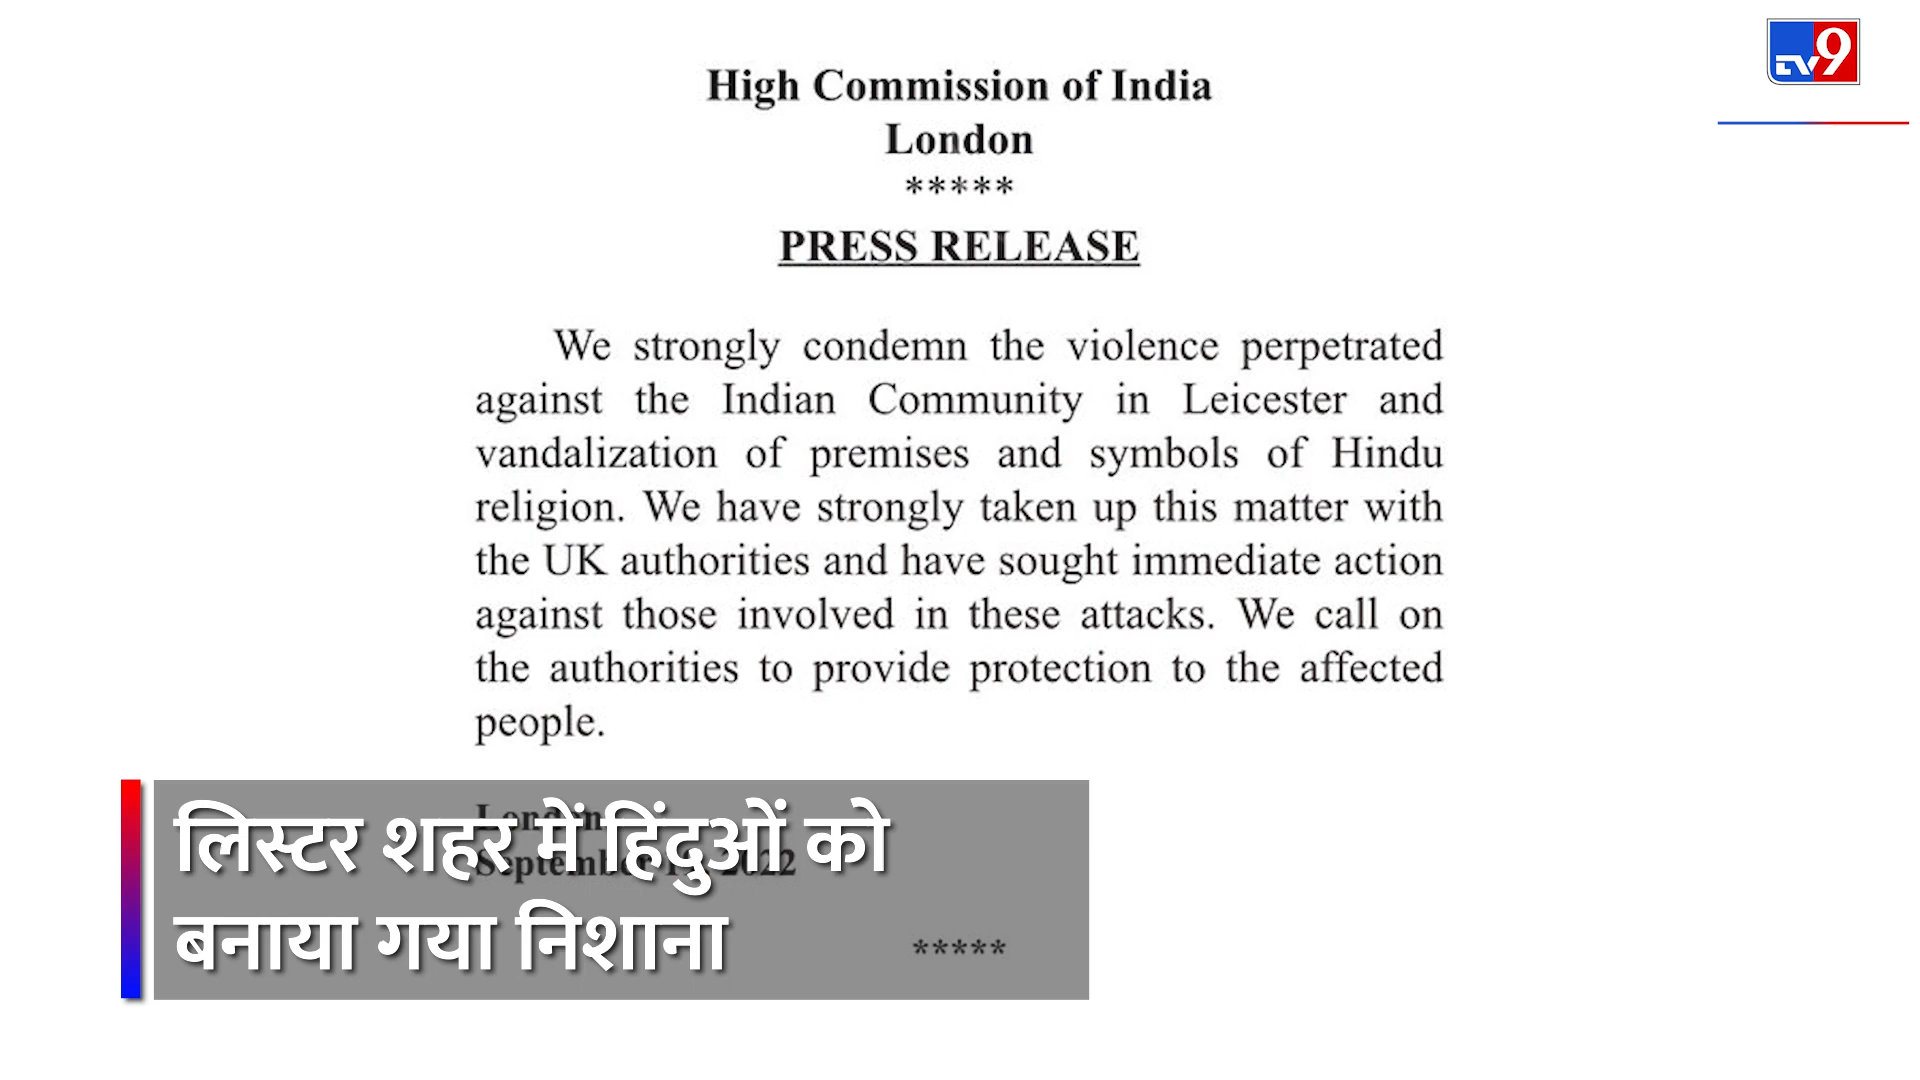 TV9
High Commission of India
London
*****
PRESS RELEASE
We strongly condemn the violence perpetrated
against the Indian Community in Leicester and
vandalization of premises and symbols of Hindu
religion. We have strongly taken up this matter with
the UK authorities and have sought immediate action
against those involved in these attacks. We call on
the authorities to provide protection to the affected
people.
London
September 2022
लिस्टर शहर में हिंदुओं को
बनाया गया निशाना
*****